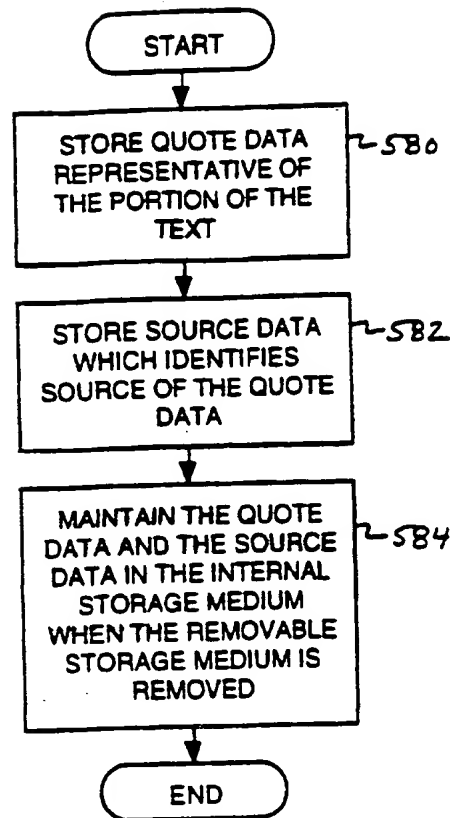 START
STORE QUOTE DATA
REPRESENTATIVE OF
THE PORTION OF THE
TEXT
580
STORE SOURCE DATA
WHICH IDENTIFIES
SOURCE OF THE QUOTE
DATA
582
MAINTAIN THE QUOTE
DATA AND THE SOURCE
DATA IN THE INTERNAL
STORAGE MEDIUM
WHEN THE REMOVABLE
STORAGE MEDIUM IS
REMOVED
584
END